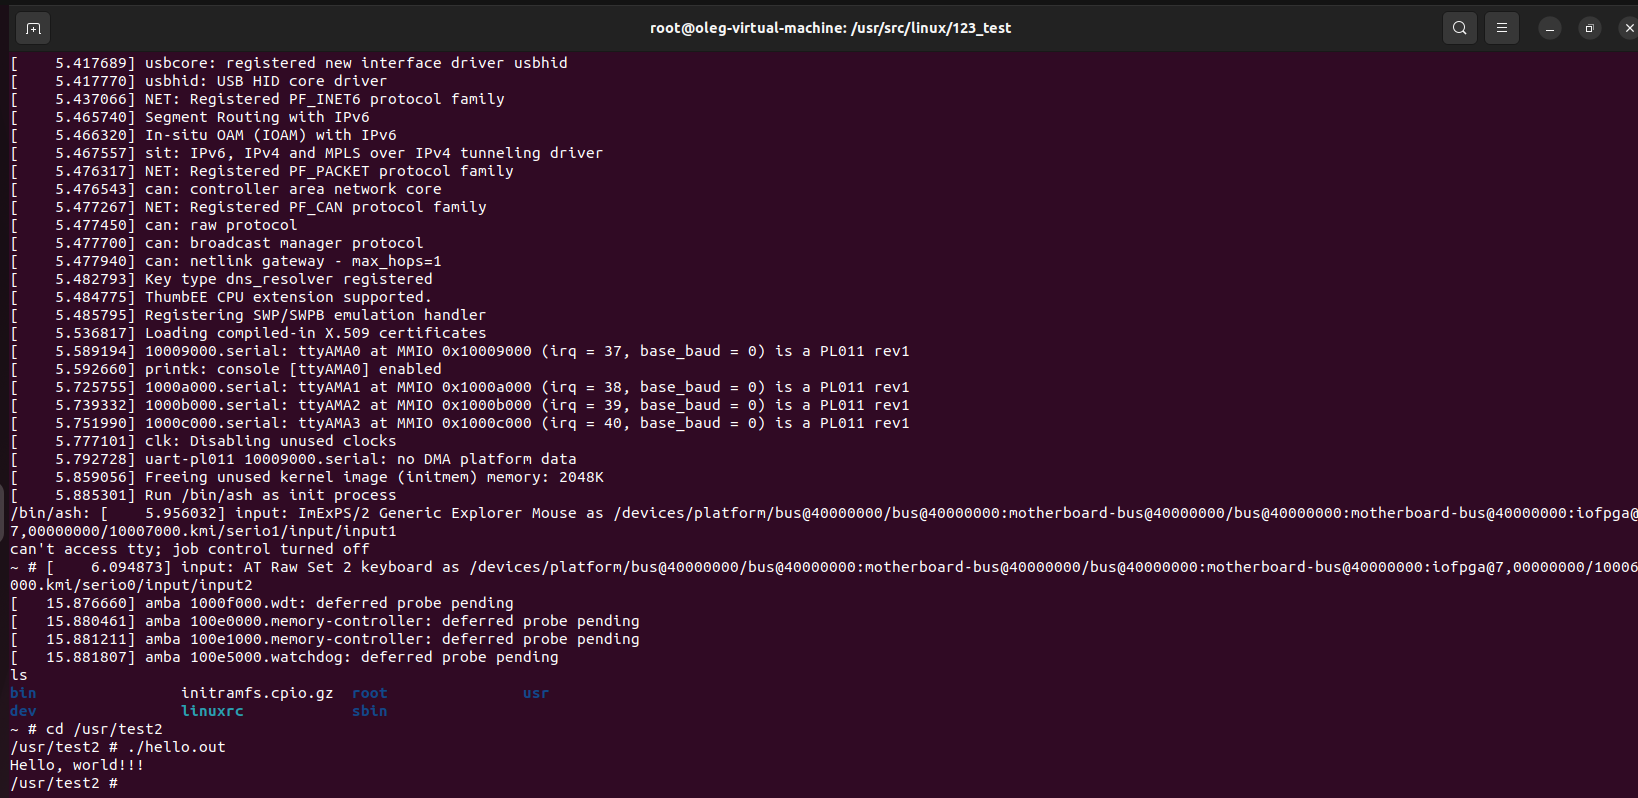 root@oleg-virtual-machine: /usr/src/linux/123_test
[    5.417689] usbcore: registered new interface driver usbhid
[    5.417770] usbhid: USB HID core driver
[    5.437066] NET: Registered PF_INET6 protocol family
[    5.465740] Segment Routing with IPv6
[    5.466320] In-situ OAM (IOAM) with IPv6
[    5.467557] sit: IPv6, IPv4 and MPLS over IPv4 tunneling driver
[    5.476317] NET: Registered PF_PACKET protocol family
[    5.476543] can: controller area network core
[    5.477267] NET: Registered PF_CAN protocol family
[    5.477450] can: raw protocol
[    5.477700] can: broadcast manager protocol
[    5.477940] can: netlink gateway - max_hops=1
[    5.482793] Key type dns_resolver registered
[    5.484775] ThumbEE CPU extension supported.
[    5.485795] Registering SWP/SWPB emulation handler
[    5.536817] Loading compiled-in X.509 certificates
[    5.589194] 10009000.serial: ttyAMA0 at MMIO 0x10009000 (irq = 37, base_baud = 0) is a PL011 rev1
[    5.592660] printk: console [ttyAMA0] enabled
[    5.725755] 1000a000.serial: ttyAMA1 at MMIO 0x1000a000 (irq = 38, base_baud = 0) is a PL011 rev1
[    5.739332] 1000b000.serial: ttyAMA2 at MMIO 0x1000b000 (irq = 39, base_baud = 0) is a PL011 rev1
[    5.751990] 1000c000.serial: ttyAMA3 at MMIO 0x1000c000 (irq = 40, base_baud = 0) is a PL011 rev1
[    5.777101] clk: Disabling unused clocks
[    5.792728] uart-pl011 10009000.serial: no DMA platform data
[    5.859056] Freeing unused kernel image (initmem) memory: 2048K
[    5.885301] Run /bin/ash as init process
/bin/ash: [    5.956032] input: ImExPS/2 Generic Explorer Mouse as /devices/platform/bus@40000000/bus@40000000:motherboard-bus@40000000/bus@40000000:motherboard-bus@40000000:iofpga@
7,00000000/10007000.kmi/serio1/input/input1
can't access tty; job control turned off
~ # [    6.094873] input: AT Raw Set 2 keyboard as /devices/platform/bus@40000000/bus@40000000:motherboard-bus@40000000/bus@40000000:motherboard-bus@40000000:iofpga@7,00000000/10006
000.kmi/serio0/input/input2
[   15.876660] amba 1000f000.wdt: deferred probe pending
[   15.880461] amba 100e0000.memory-controller: deferred probe pending
[   15.881211] amba 100e1000.memory-controller: deferred probe pending
[   15.881807] amba 100e5000.watchdog: deferred probe pending
ls
bin                initramfs.cpio.gz  root               usr
dev                linuxrc            sbin
~ # cd /usr/test2
/usr/test2 # ./hello.out
Hello, world!!!
/usr/test2 #